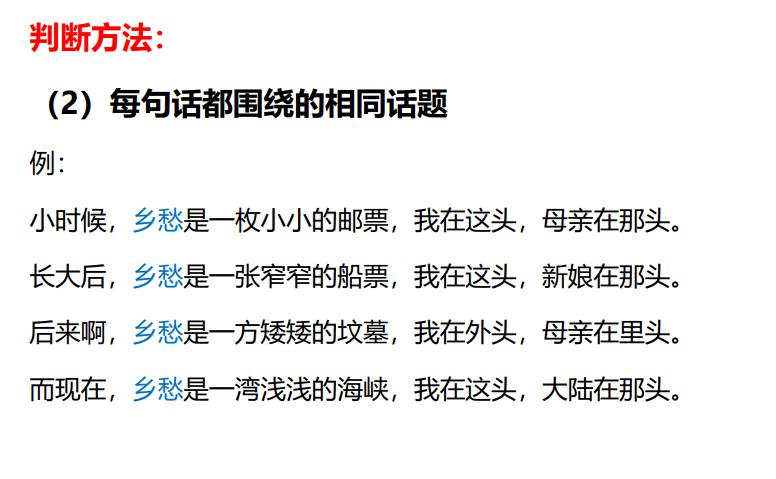 判断方法：
（2）每句话都围绕的相同话题
例：
小时候，乡愁是一枚小小的邮票，我在这头，母亲在那头。
长大后，乡愁是一张窄窄的船票，我在这头，新娘在那头。
后来啊，乡愁是一方矮矮的坟墓，我在外头，母亲在里头。
而现在，乡愁是一湾浅浅的海峡，我在这头，大陆在那头。